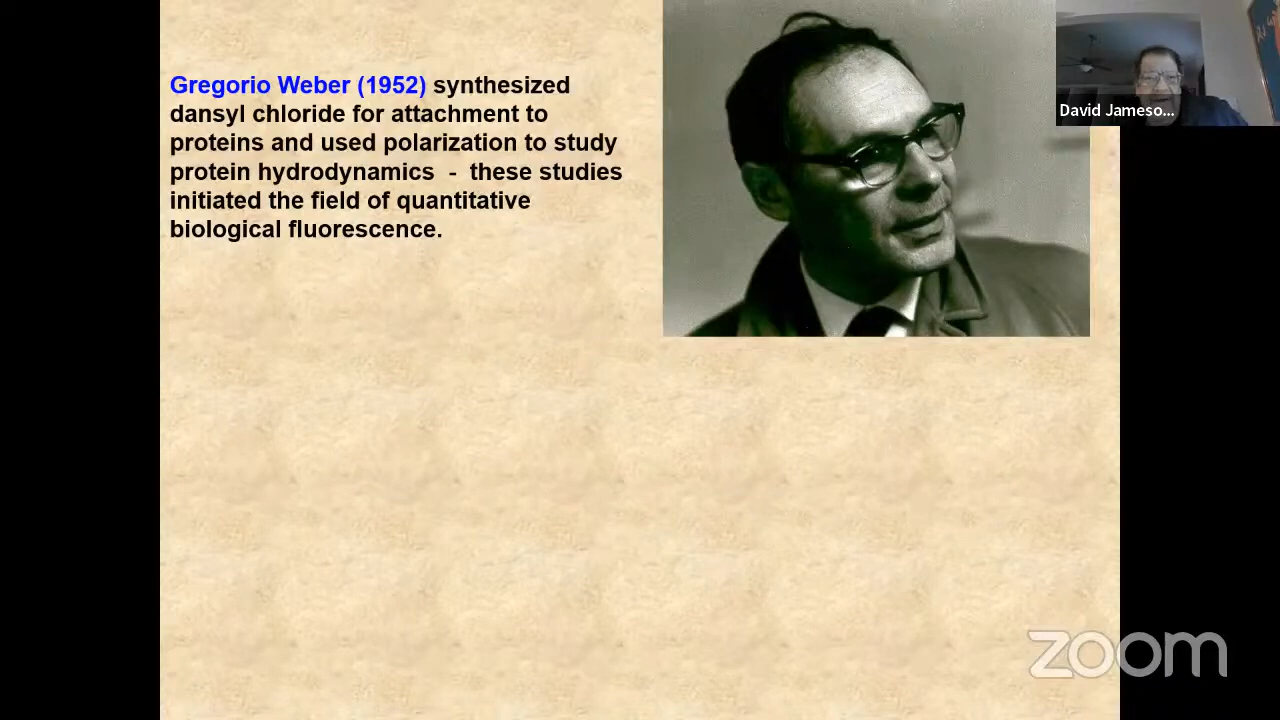 Gregorio Weber (1952) synthesized
dansyl chloride for attachment to
proteins and used polarization to study
protein hydrodynamics - these studies
initiated the field of quantitative
biological fluorescence.
David Jameso...
zoom